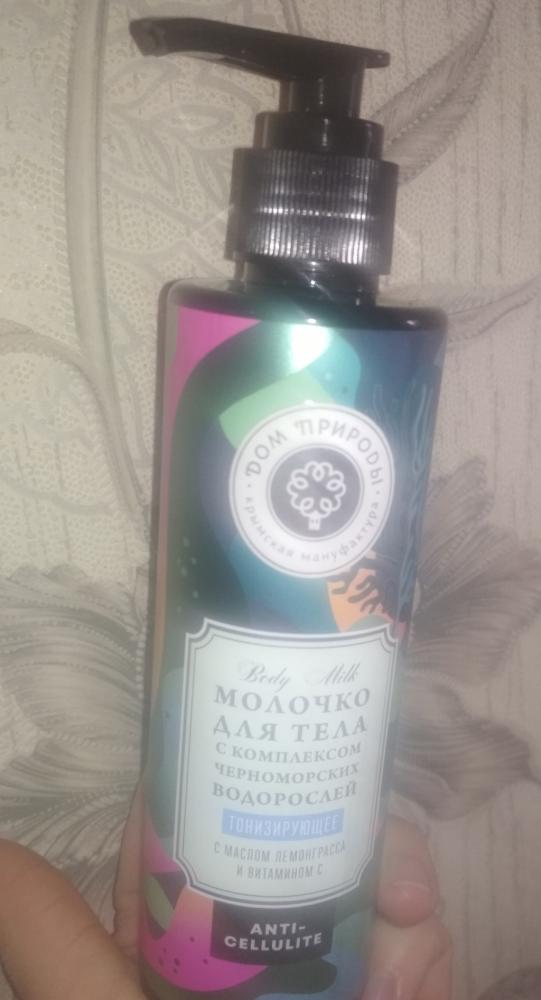 ДОМ ПРИРОДЫ
крымская мануфактура
Body Milk
МОЛОЧКО
ДЛЯ ТЕЛА
С КОМПЛЕКСОМ
ЧЕРНОМОРСКИХ
ВОДОРОСЛЕЙ
ТОНИЗИРУЮЩЕЕ
С МАСЛОМ ЛЕМОНГРАССА
И ВИТАМИНОМ С
ANTI-
CELLULITE